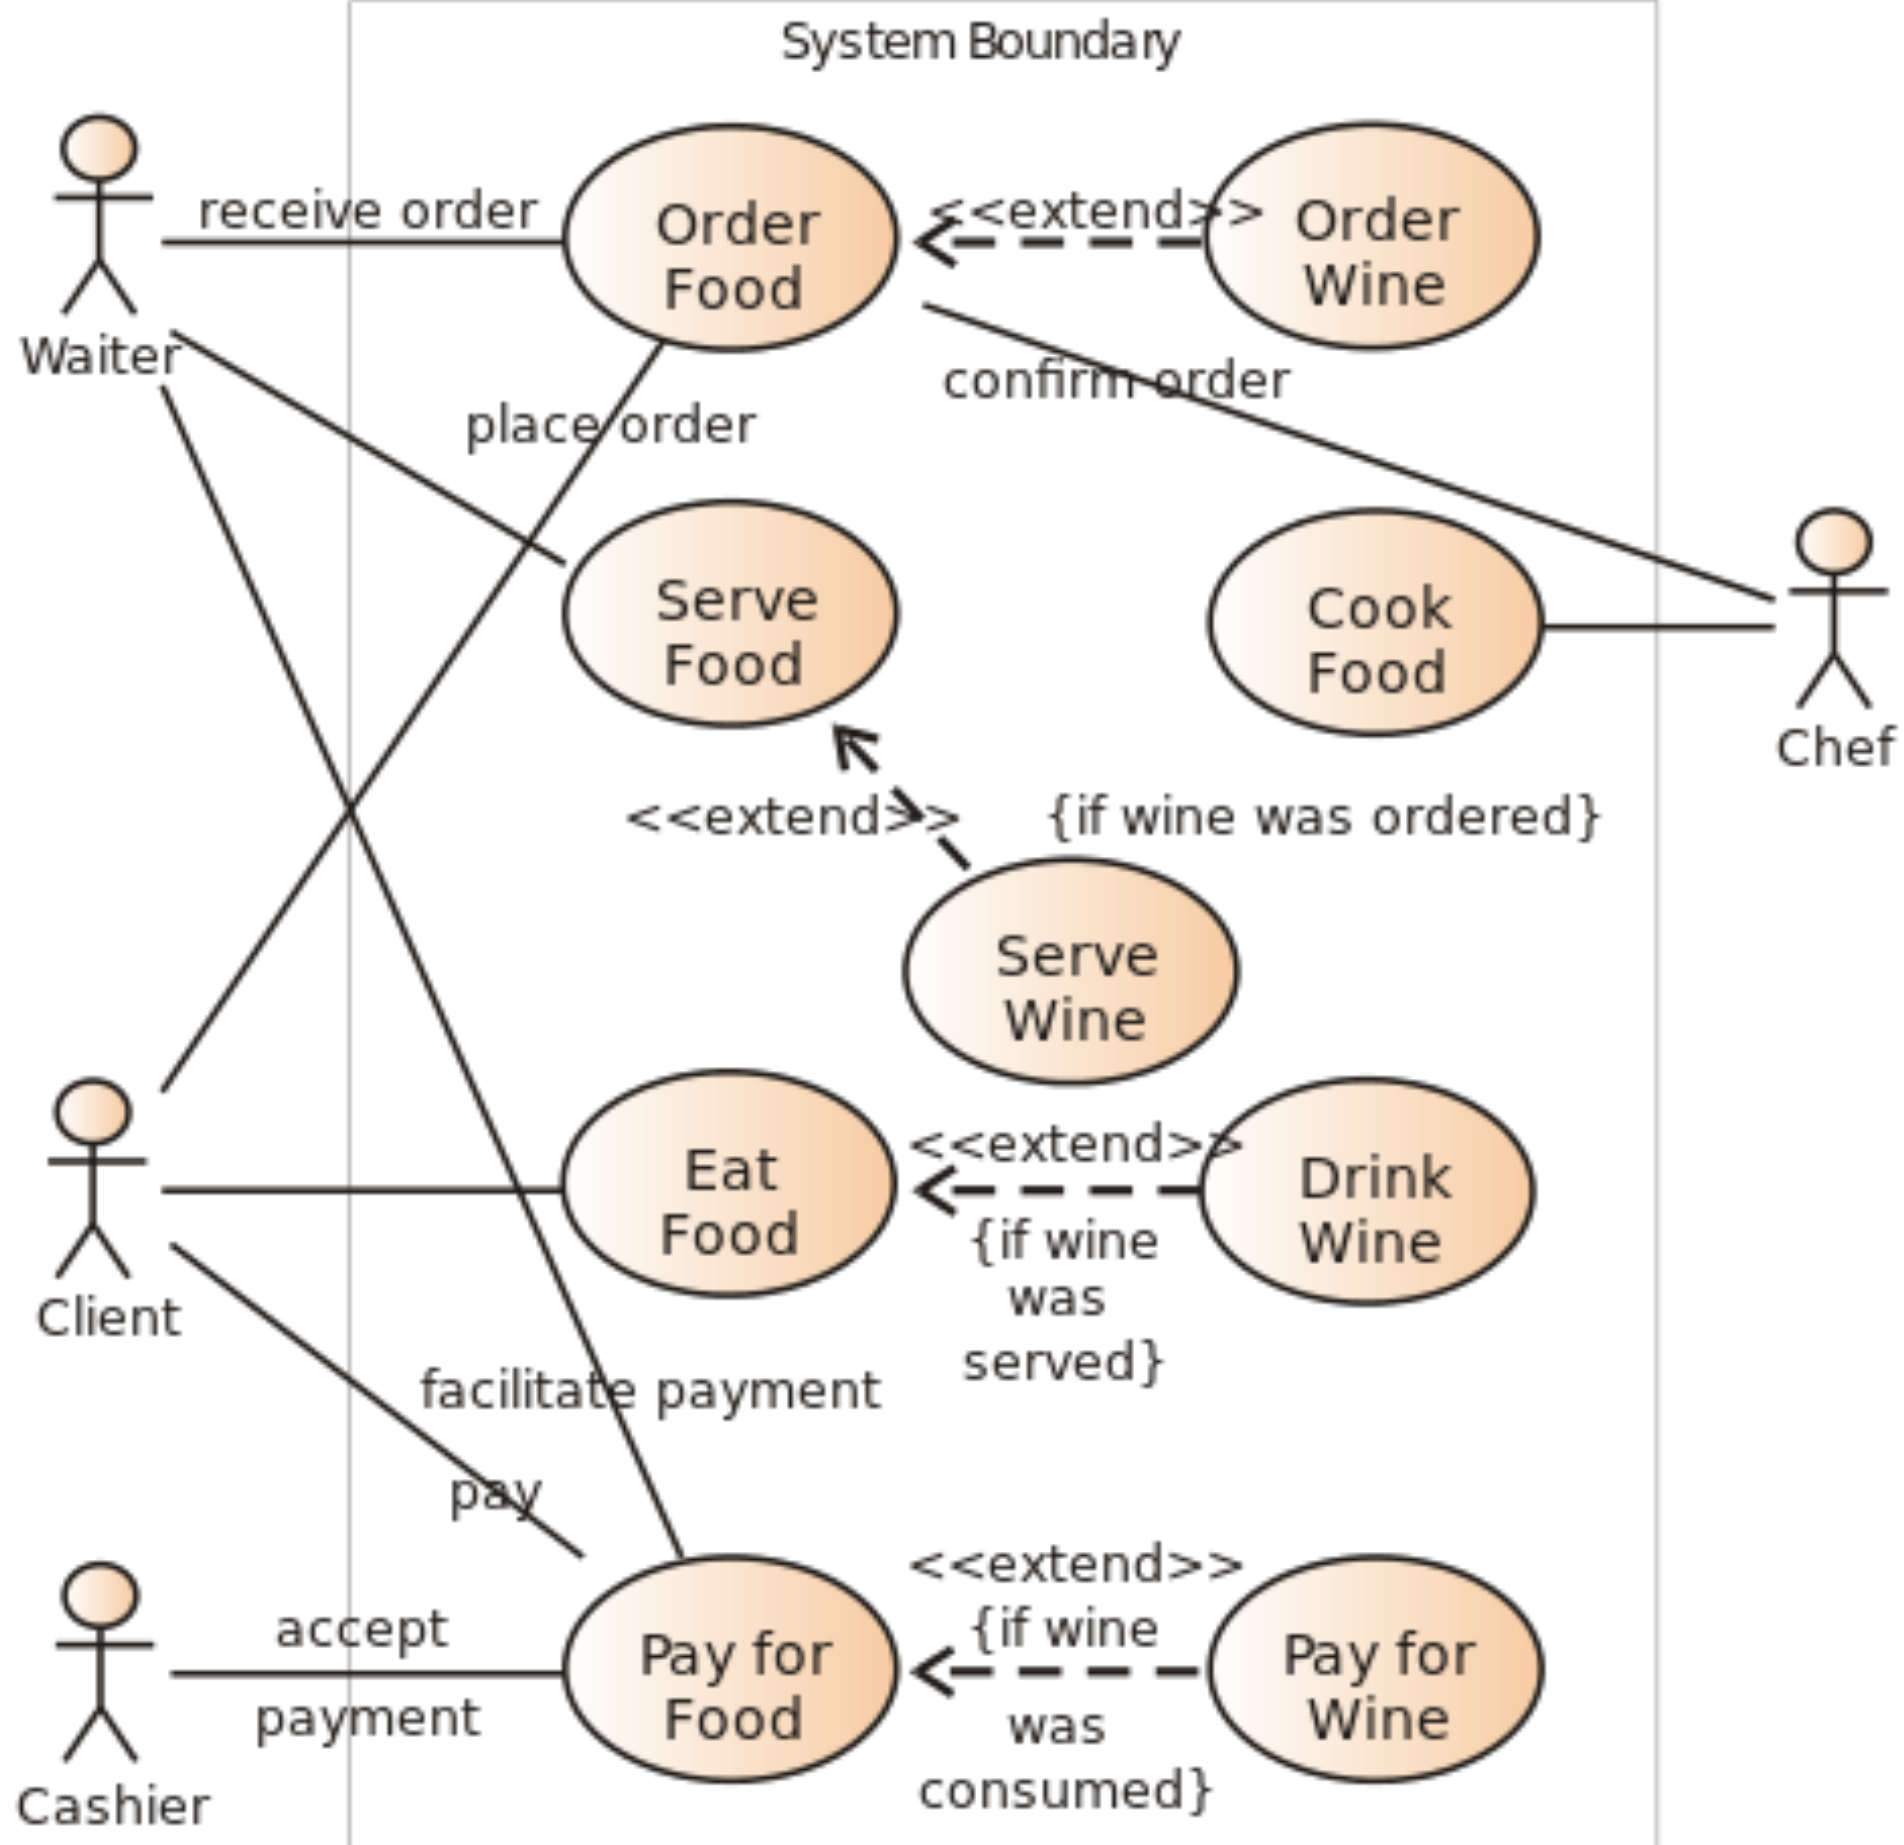 System Boundary
receive order
Order
Food
<<extend>>
Order
Wine
Waiter
confirm order
place order
Serve
Food
Cook
Food
Chef
<<extend>>
{if wine was ordered}
Serve
Wine
Eat
Food
<<extend>>
{if wine
was
served}
Drink
Wine
Client
facilitate payment
pay
accept
payment
Pay for
Food
<<extend>>
{if wine
was
consumed}
Pay for
Wine
Cashier